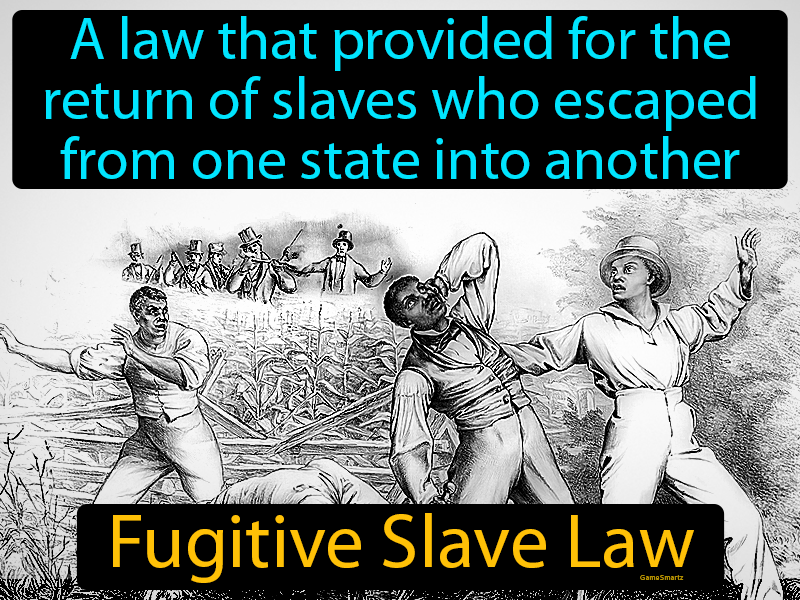 A law that provided for the
return of slaves who escaped
from one state into another
Fugitive Slave Law
GameSmartz